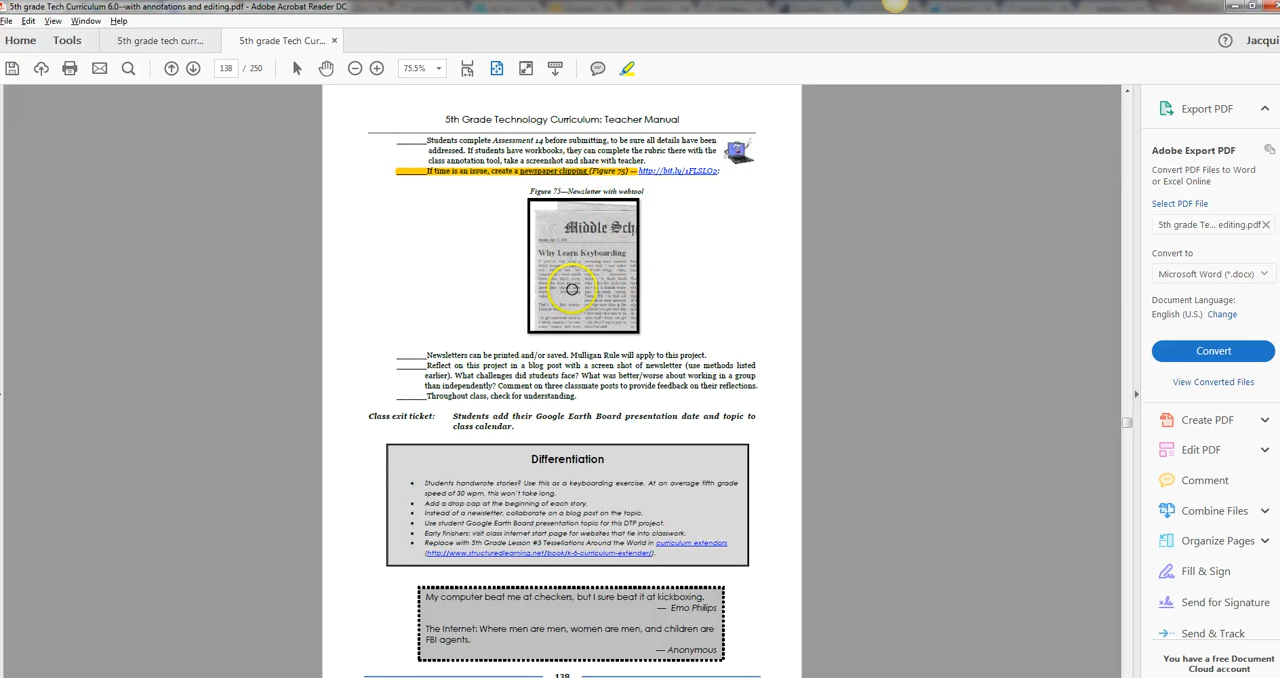 5th grade Tech Curriculum 6.0--with annotations and editing.pdf - Adobe Acrobat Reader DC
File Edit View Window Help
Home Tools 5th grade tech curr... 5th grade Tech Cur... × Jacqui
138 / 250 75.5%
5th Grade Technology Curriculum: Teacher Manual
______Students complete Assessment 14 before submitting, to be sure all details have been
addressed. If students have workbooks, they can complete the rubric there with the
class annotation tool, take a screenshot and share with teacher.
______If time is an issue, create a newspaper clipping (Figure 75) — http://bit.ly/1FLSLO2:
Figure 75—Newsletter with webtool
Middle Sch
Why Learn Keyboarding
______Newsletters can be printed and/or saved. Mulligan Rule will apply to this project.
______Reflect on this project in a blog post with a screen shot of newsletter (use methods listed
earlier). What challenges did students face? What was better/worse about working in a group
than independently? Comment on three classmate posts to provide feedback on their reflections.
______Throughout class, check for understanding.
Class exit ticket: Students add their Google Earth Board presentation date and topic to
class calendar.
Differentiation
• Students handwrote stories? Use this as a keyboarding exercise. At an average fifth grade
speed of 30 wpm, this won't take long.
• Add a drop cap at the beginning of each story.
• Instead of a newsletter, collaborate on a blog post on the topic.
• Use student Google Earth Board presentation topic for this DTP project.
• Early finishers: visit class internet start page for websites that tie into classwork.
• Replace with 5th Grade Lesson #3 Tessellations Around the World in curriculum extendors
(http://www.structuredlearning.net/book/k-6-curriculum-extender/).
My computer beat me at checkers, but I sure beat it at kickboxing.
— Emo Philips
The Internet: Where men are men, women are men, and children are
FBI agents.
— Anonymous
138
Export PDF
Adobe Export PDF
Convert PDF Files to Word
or Excel Online
Select PDF File
5th grade Te... editing.pdf ×
Convert to
Microsoft Word (*.docx)
Document Language:
English (U.S.) Change
Convert
View Converted Files
Create PDF
Edit PDF
Comment
Combine Files
Organize Pages
Fill & Sign
Send for Signature
Send & Track
You have a free Document
Cloud account